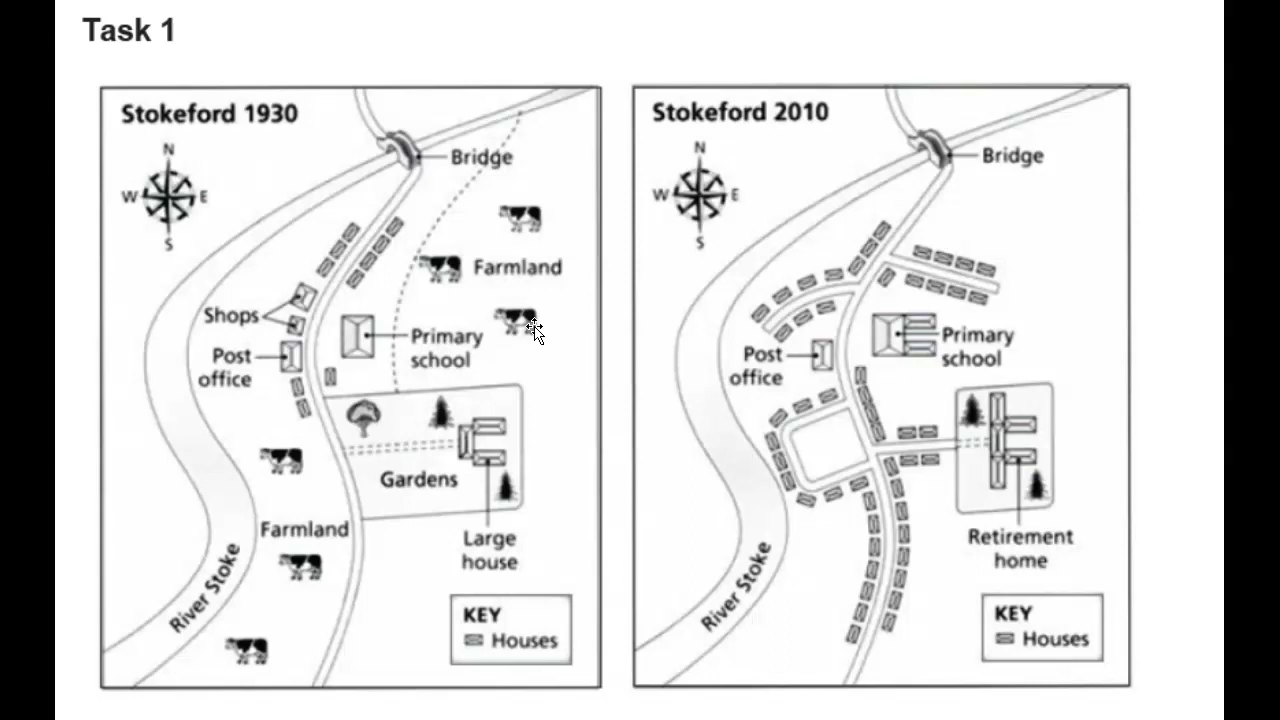 Task 1
Stokeford 1930
N
W
E
S
Bridge
Farmland
Shops
Primary
school
Post
office
Gardens
Farmland
Large
house
River Stoke
KEY
Houses
Stokeford 2010
N
W
E
S
Bridge
Primary
school
Post
office
Retirement
home
River Stoke
KEY
Houses